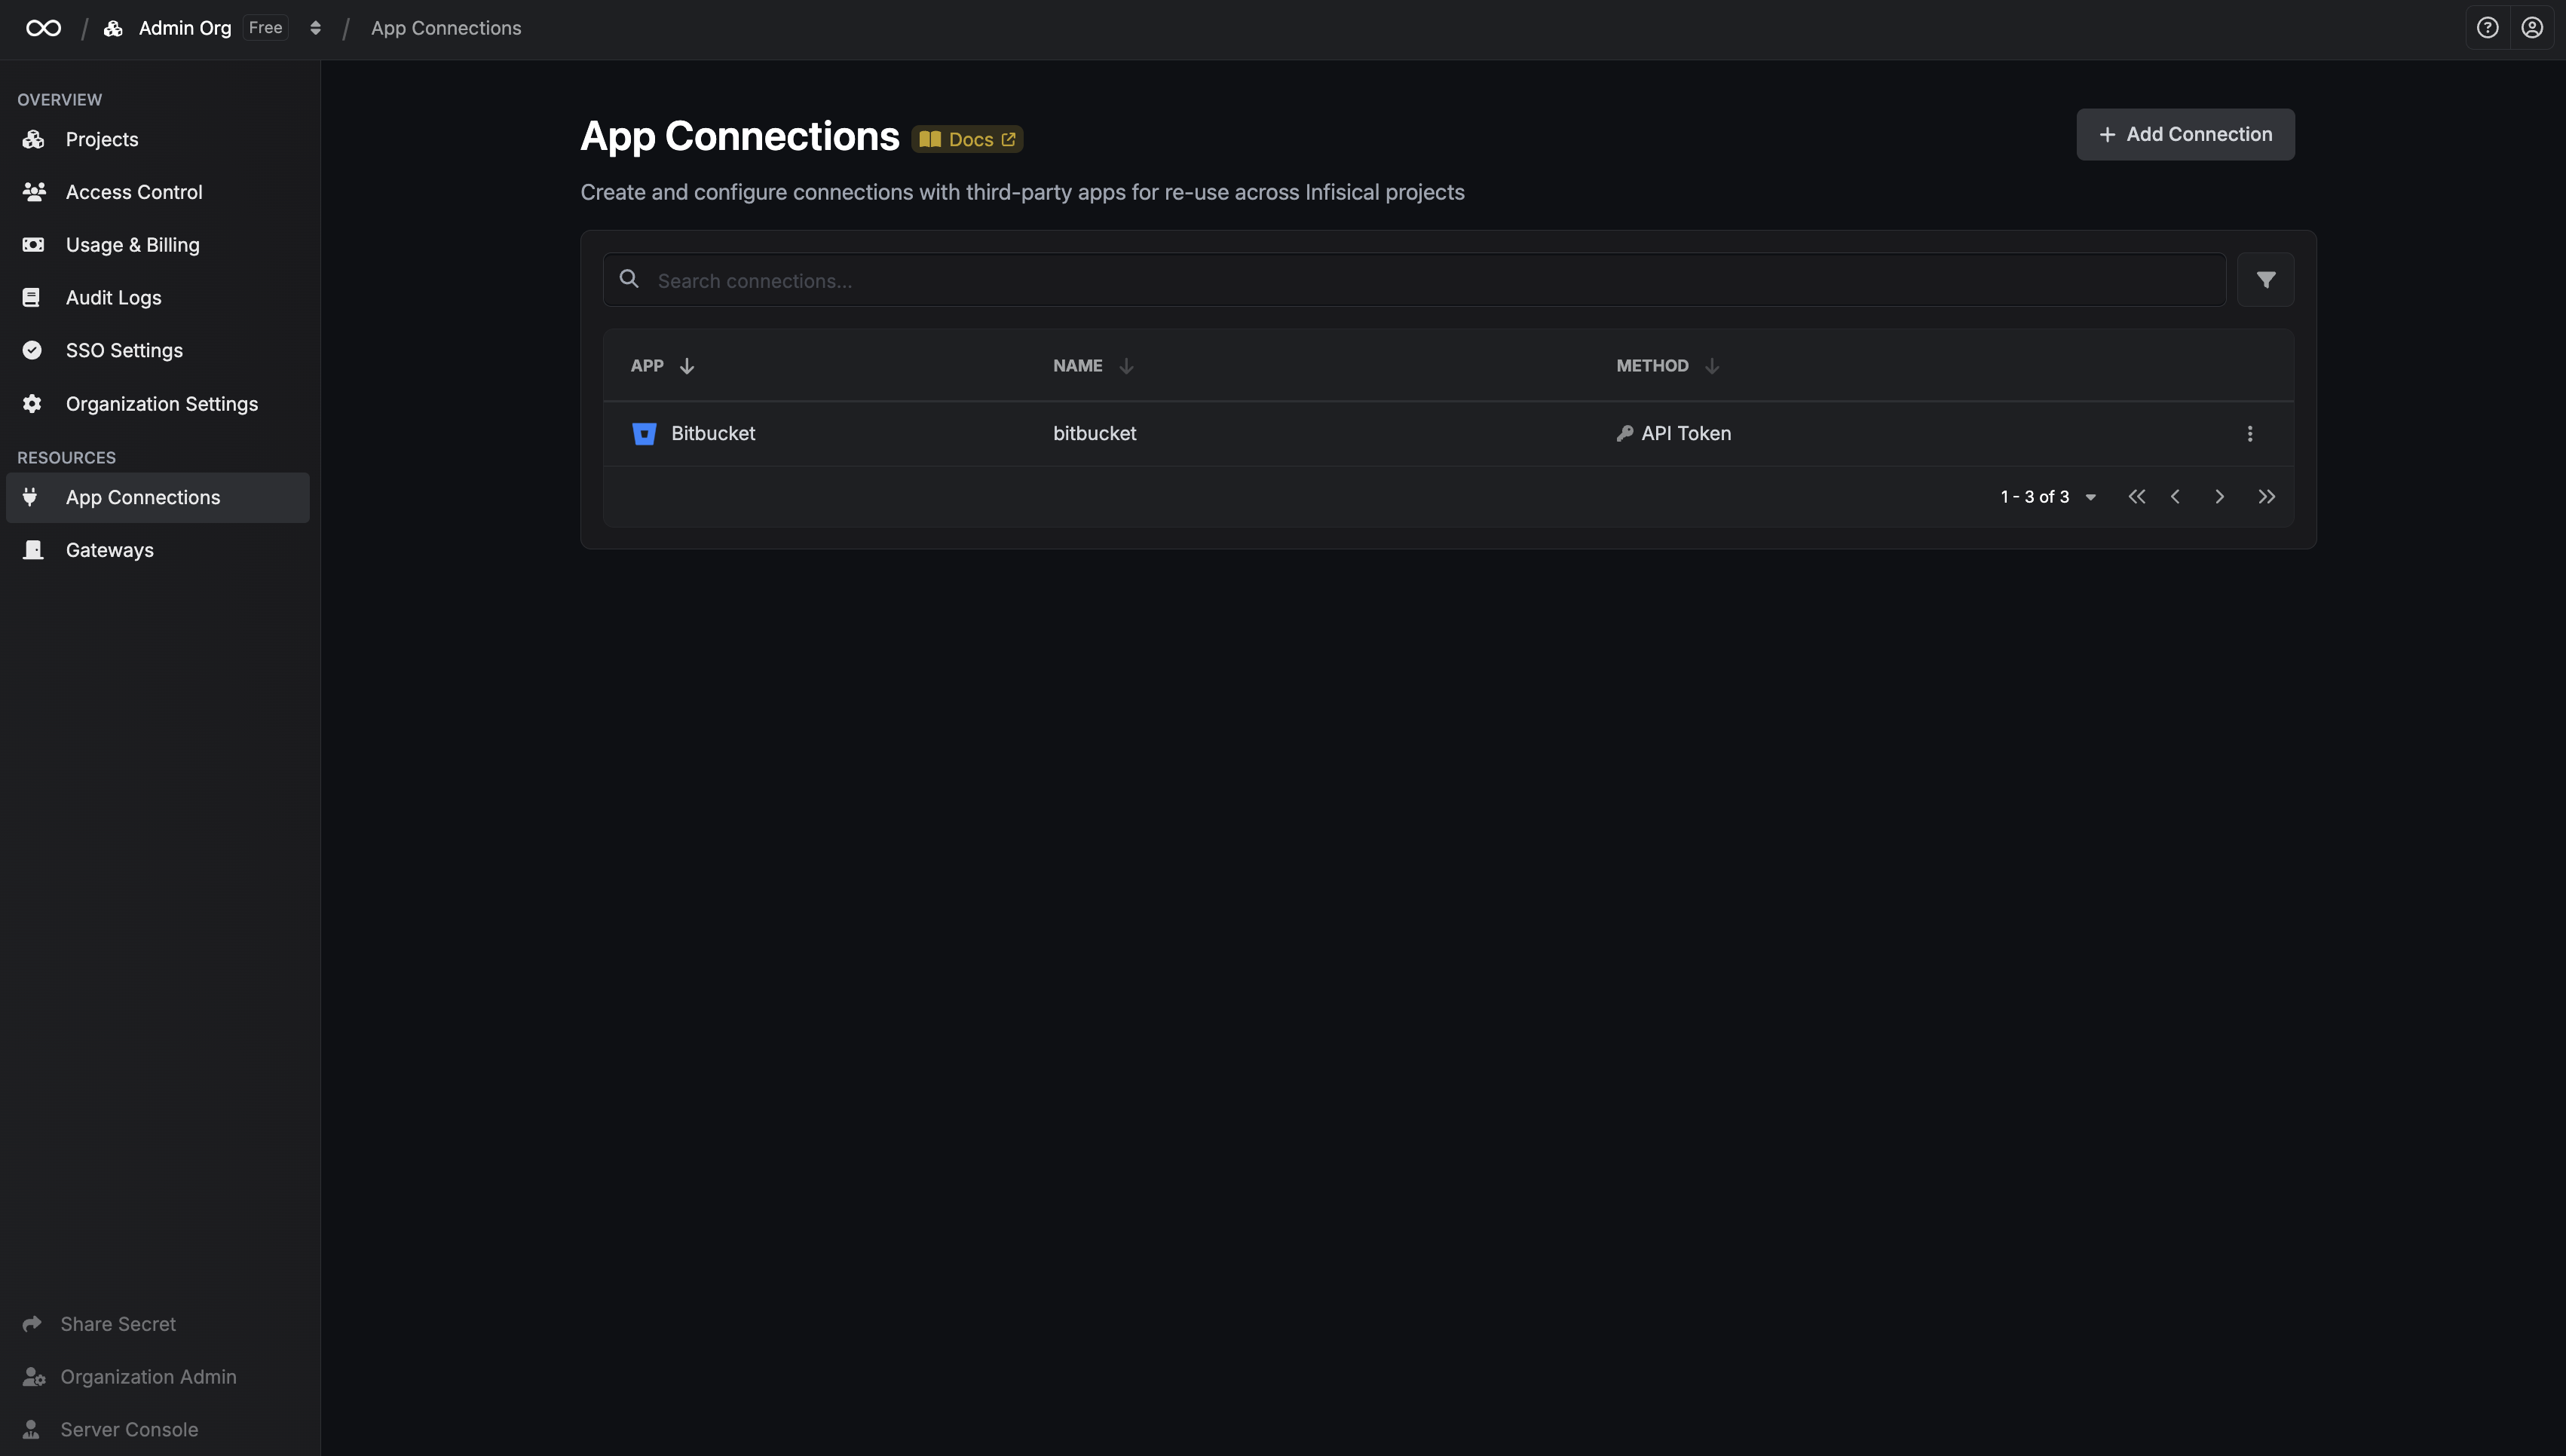 Admin Org Free App Connections
OVERVIEW
Projects
Access Control
Usage & Billing
Audit Logs
SSO Settings
Organization Settings
RESOURCES
App Connections
Gateways
Share Secret
Organization Admin
Server Console
App Connections Docs
+ Add Connection
Create and configure connections with third-party apps for re-use across Infisical projects
Search connections...
APP NAME METHOD
Bitbucket bitbucket API Token
1 - 3 of 3